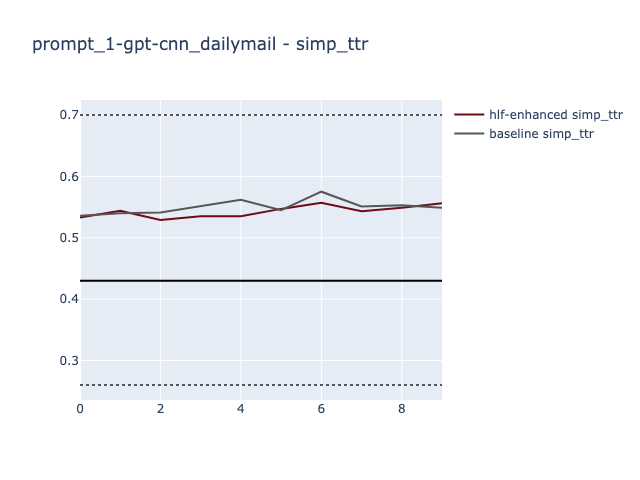 prompt_1-gpt-cnn_dailymail - simp_ttr
hlf-enhanced simp_ttr
baseline simp_ttr
0.7
0.6
0.5
0.4
0.3
0 2 4 6 8